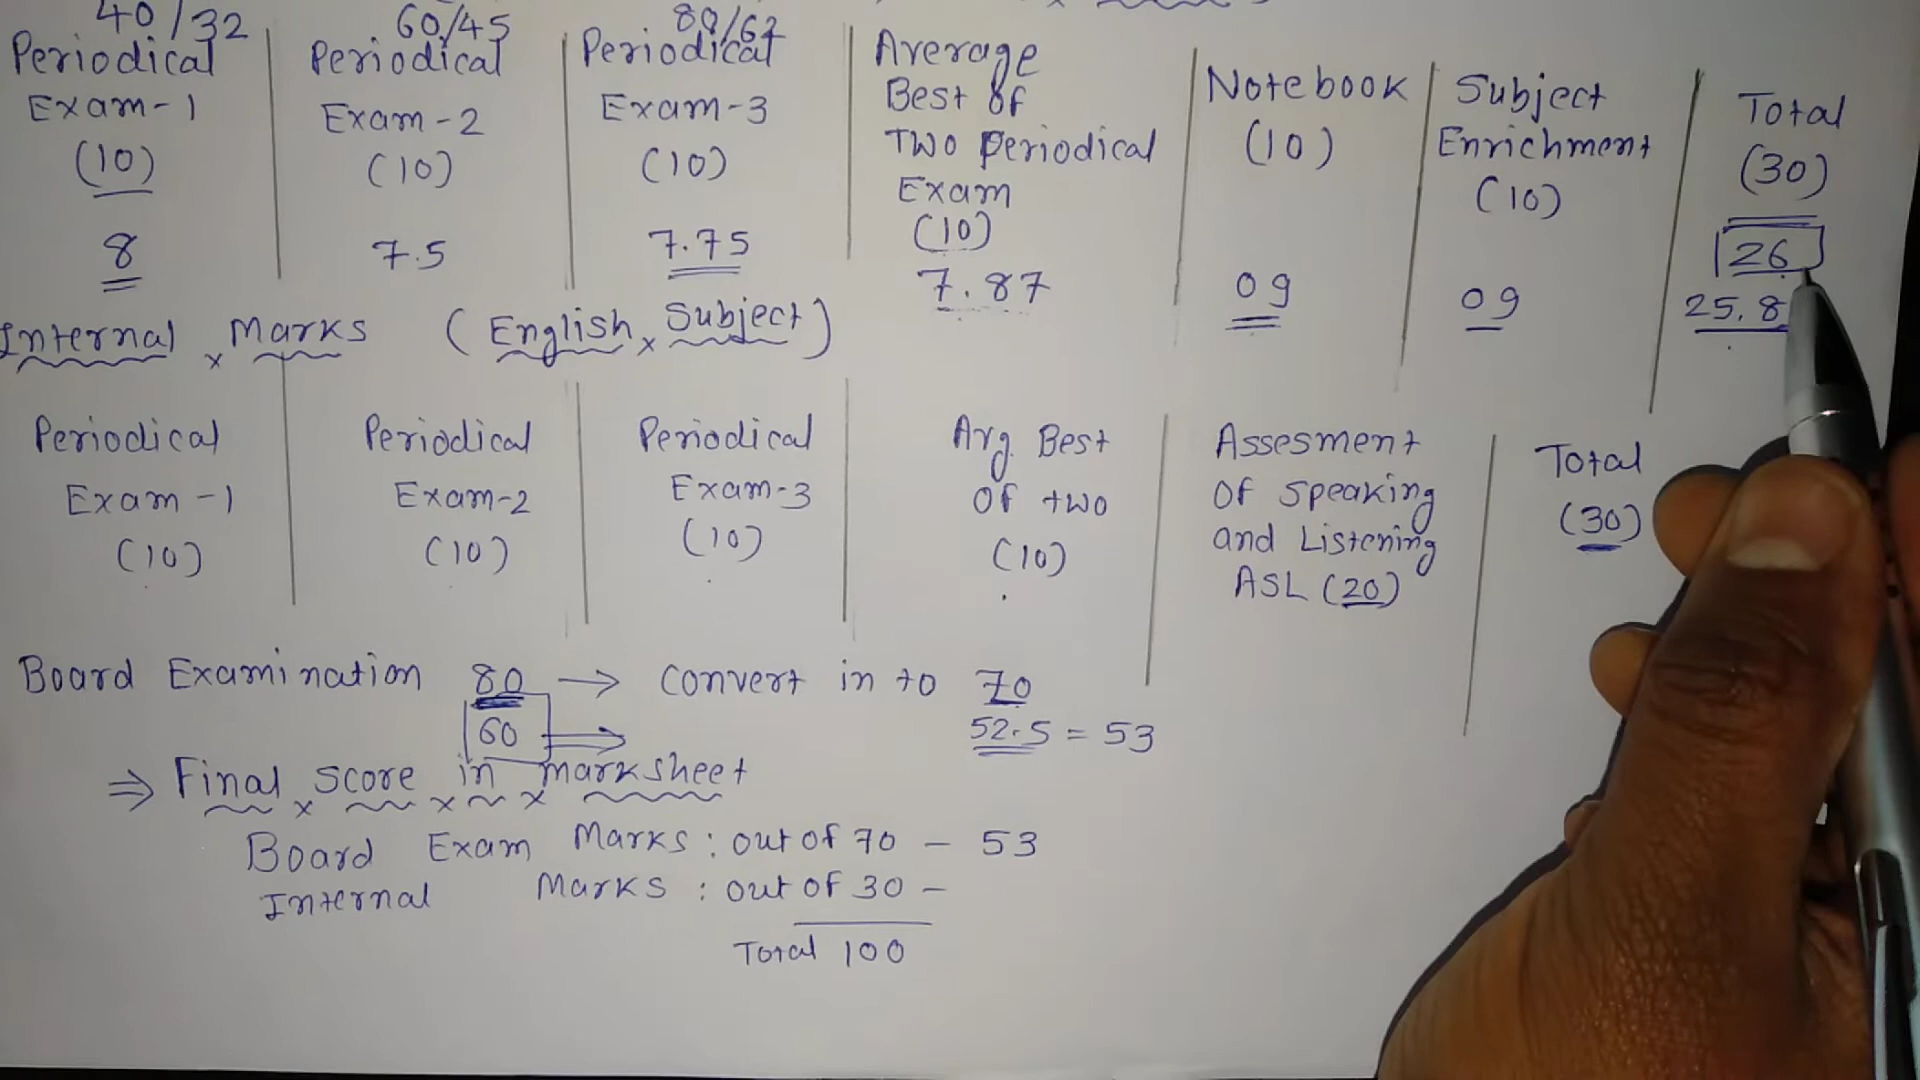 40/32
60/45
80/62
Periodical
Exam-1
(10)
8
Periodical
Exam-2
(10)
7.5
Periodical
Exam-3
(10)
7.75
Average
Best of
Two Periodical
Exam
(10)
7.87
Notebook
(10)
09
Subject
Enrichment
(10)
09
Total
(30)
26
25.8
Internal Marks (English Subject)
Periodical
Exam-1
(10)
Periodical
Exam-2
(10)
Periodical
Exam-3
(10)
Avg. Best
Of two
(10)
Assesment
Of Speaking
and Listening
ASL (20)
Total
(30)
Board Examination 80 → Convert in to 70
60 ⇒ 52.5 = 53
⇒ Final Score in marksheet
Board Exam Marks : out of 70 - 53
Internal Marks : out of 30 -
Total 100